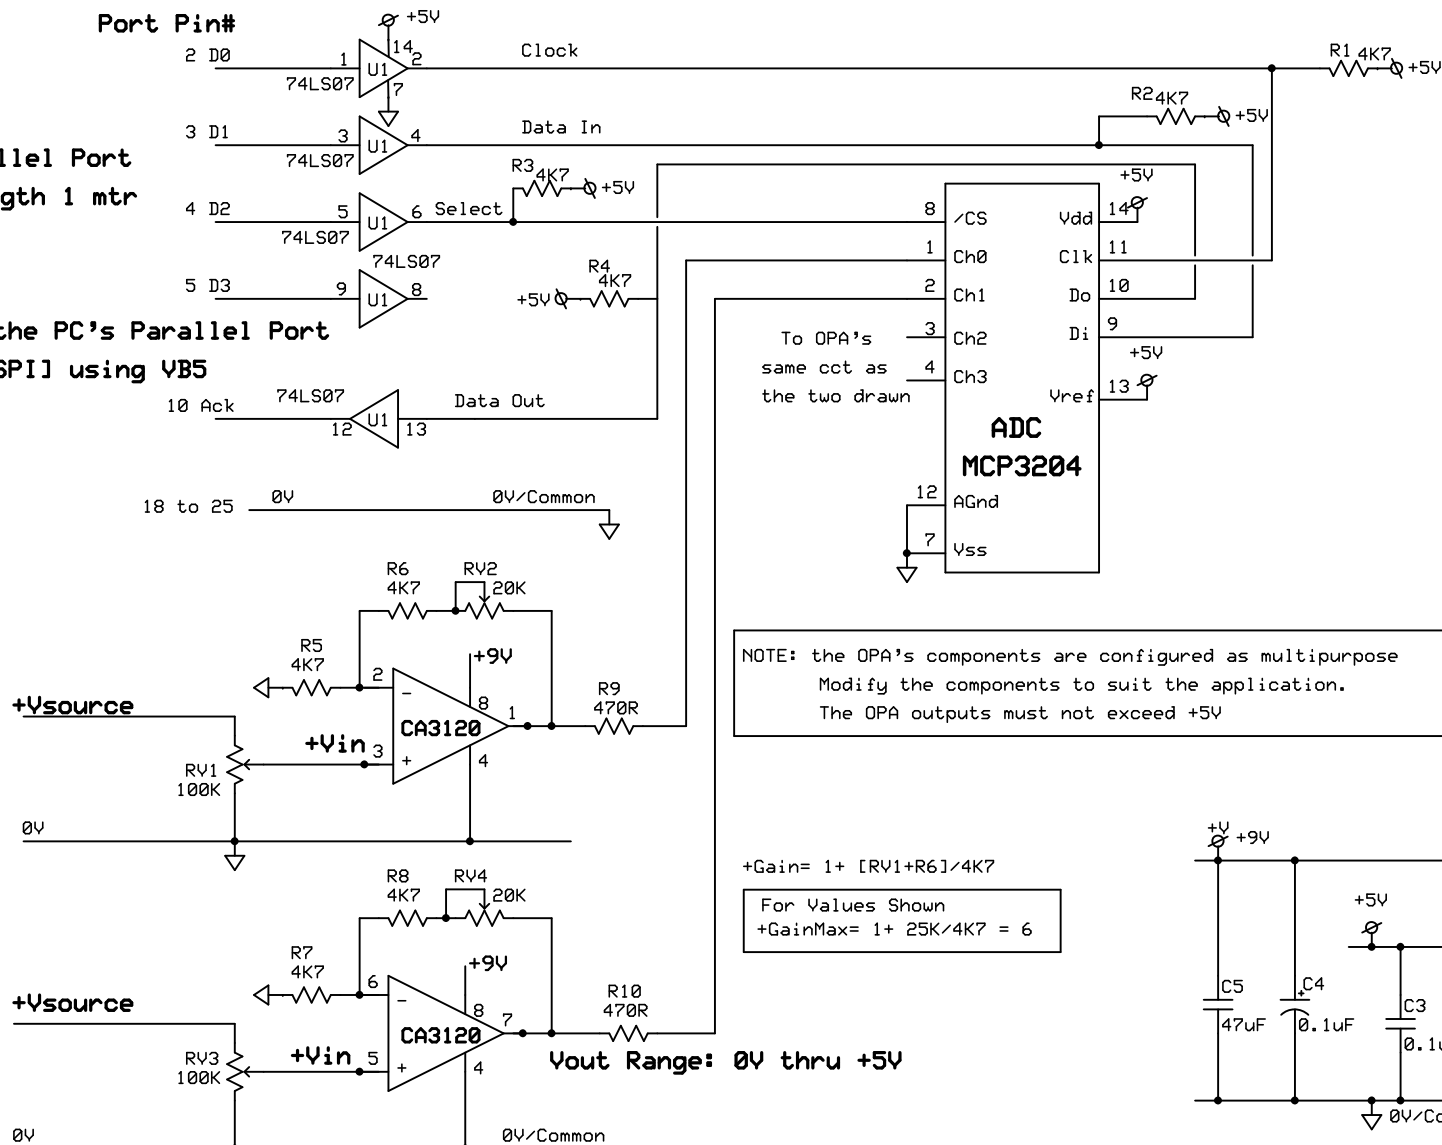 Port Pin#
+5V
2 D0
1
U1
14
2
7
74LS07
Clock
R1 4K7
+5V
3 D1
3
U1
4
74LS07
Data In
R2 4K7
+5V
llel Port
gth 1 mtr
4 D2
5
U1
6
74LS07
Select
R3 4K7
+5V
5 D3
9
U1
8
74LS07
R4
4K7
+5V
the PC's Parallel Port
SPI] using VB5
10 Ack
74LS07
12
U1
13
Data Out
+5V
8 /CS
Vdd 14
1 Ch0
Clk 11
2 Ch1
Do 10
3 Ch2
Di 9
4 Ch3
+5V
Vref 13
To OPA's
same cct as
the two drawn
ADC
MCP3204
12 AGnd
7 Vss
18 to 25
0V
0V/Common
R6
4K7
RV2
20K
R5
4K7
+9V
2
-
8
1
CA3120
R9
470R
+Vsource
+Vin
3
+
4
RV1
100K
0V
NOTE: the OPA's components are configured as multipurpose
Modify the components to suit the application.
The OPA outputs must not exceed +5V
+Gain= 1+ [RV1+R6]/4K7
For Values Shown
+GainMax= 1+ 25K/4K7 = 6
R8
4K7
RV4
20K
R7
4K7
+9V
6
-
8
7
CA3120
R10
470R
+Vsource
+Vin
5
+
4
RV3
100K
Vout Range: 0V thru +5V
0V
0V/Common
+V
+9V
+5V
C5
47uF
+
C4
0.1uF
C3
0.1u
0V/Co